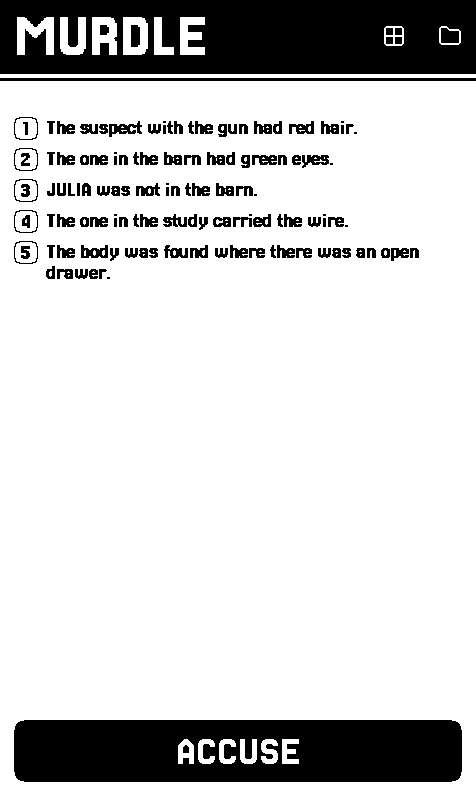 MURDLE
1 The suspect with the gun had red hair.
2 The one in the barn had green eyes.
3 JULIA was not in the barn.
4 The one in the study carried the wire.
5 The body was found where there was an open
drawer.
ACCUSE